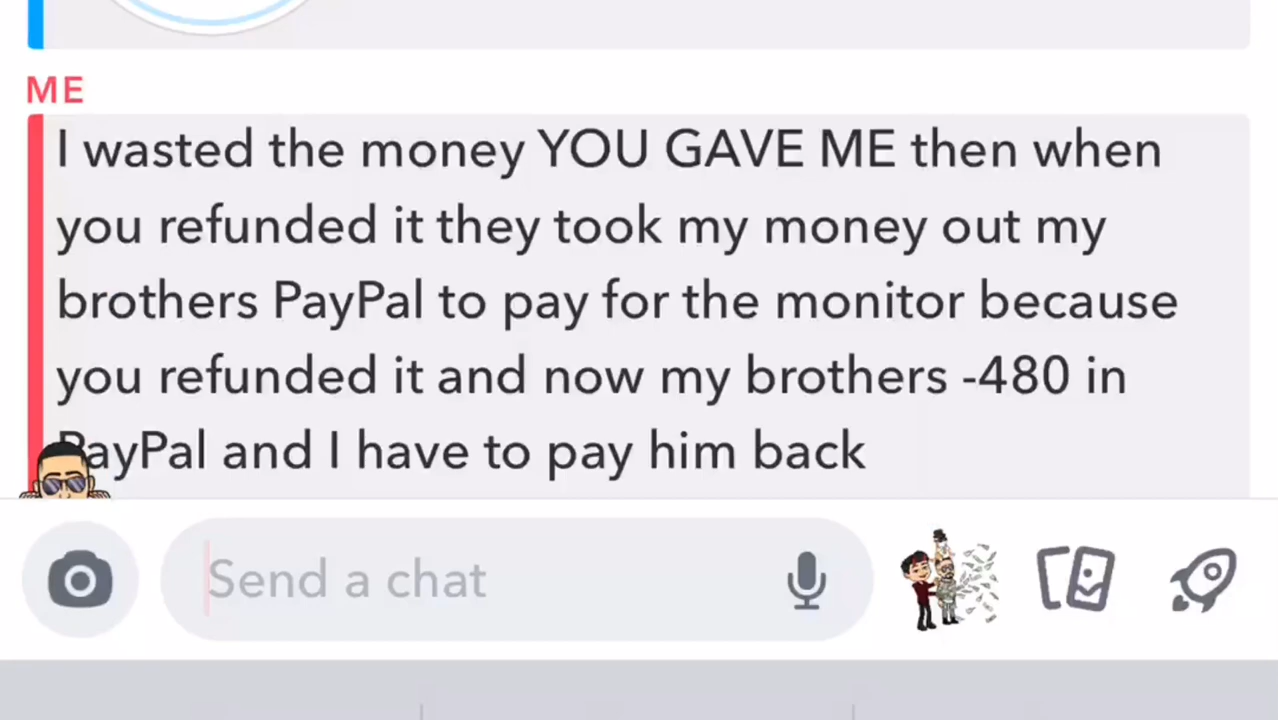 ME
I wasted the money YOU GAVE ME then when
you refunded it they took my money out my
brothers PayPal to pay for the monitor because
you refunded it and now my brothers -480 in
PayPal and I have to pay him back
Send a chat